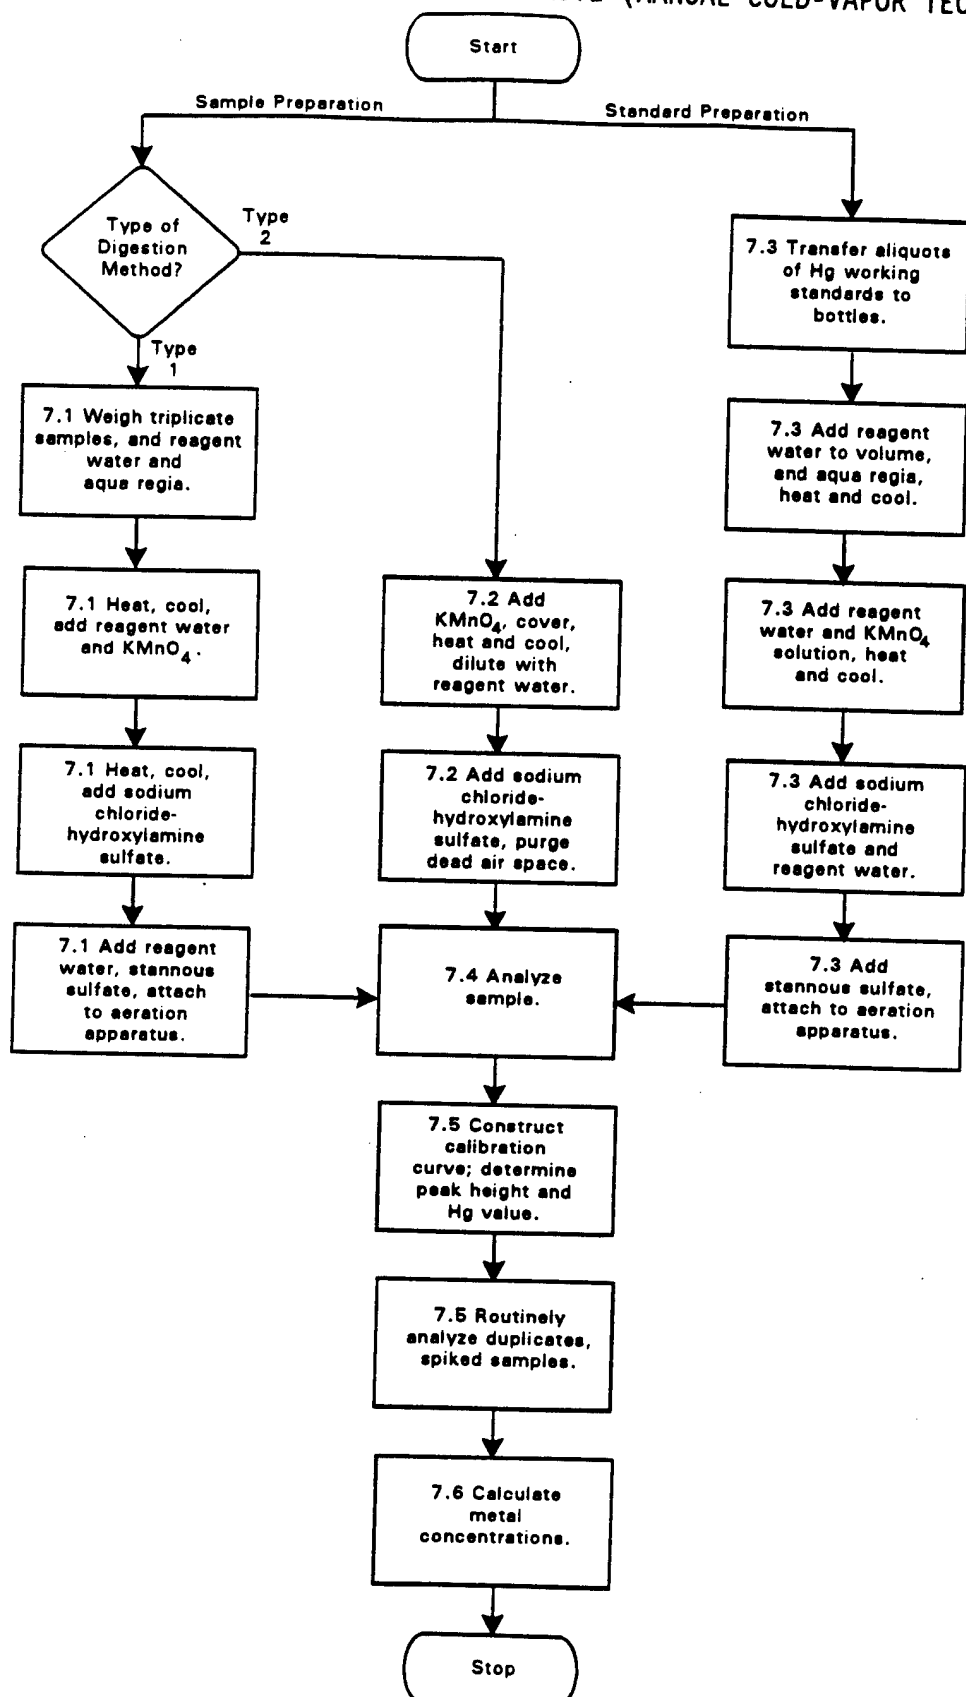 (MANUAL COLD-VAPOR
Start
Sample Preparation
Standard Preparation
Type of
Digestion
Method?
Type
2
Type
1
7.3 Transfer aliquots
of Hg working
standards to
bottles.
7.1 Weigh triplicate
samples, and reagent
water and
aqua regia.
7.3 Add reagent
water to volume,
and aqua regia,
heat and cool.
7.1 Heat, cool,
add reagent water
and KMnO4.
7.2 Add
KMnO4, cover,
heat and cool,
dilute with
reagent water.
7.3 Add reagent
water and KMnO4
solution, heat
and cool.
7.1 Heat, cool,
add sodium
chloride-
hydroxylamine
sulfate.
7.2 Add sodium
chloride-
hydroxylamine
sulfate, purge
dead air space.
7.3 Add sodium
chloride-
hydroxylamine
sulfate and
reagent water.
7.1 Add reagent
water, stannous
sulfate, attach
to aeration
apparatus.
7.4 Analyze
sample.
7.3 Add
stannous sulfate,
attach to aeration
apparatus.
7.5 Construct
calibration
curve; determine
peak height and
Hg value.
7.5 Routinely
analyze duplicates,
spiked samples.
7.6 Calculate
metal
concentrations.
Stop